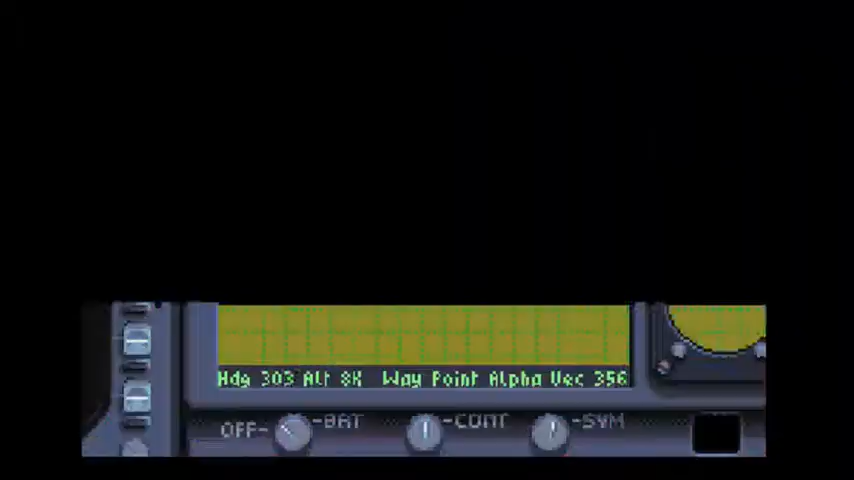 Hdg 303 Alt 8K Way Point Alpha Vec 356
OFF- -BAT -CONT -SYM